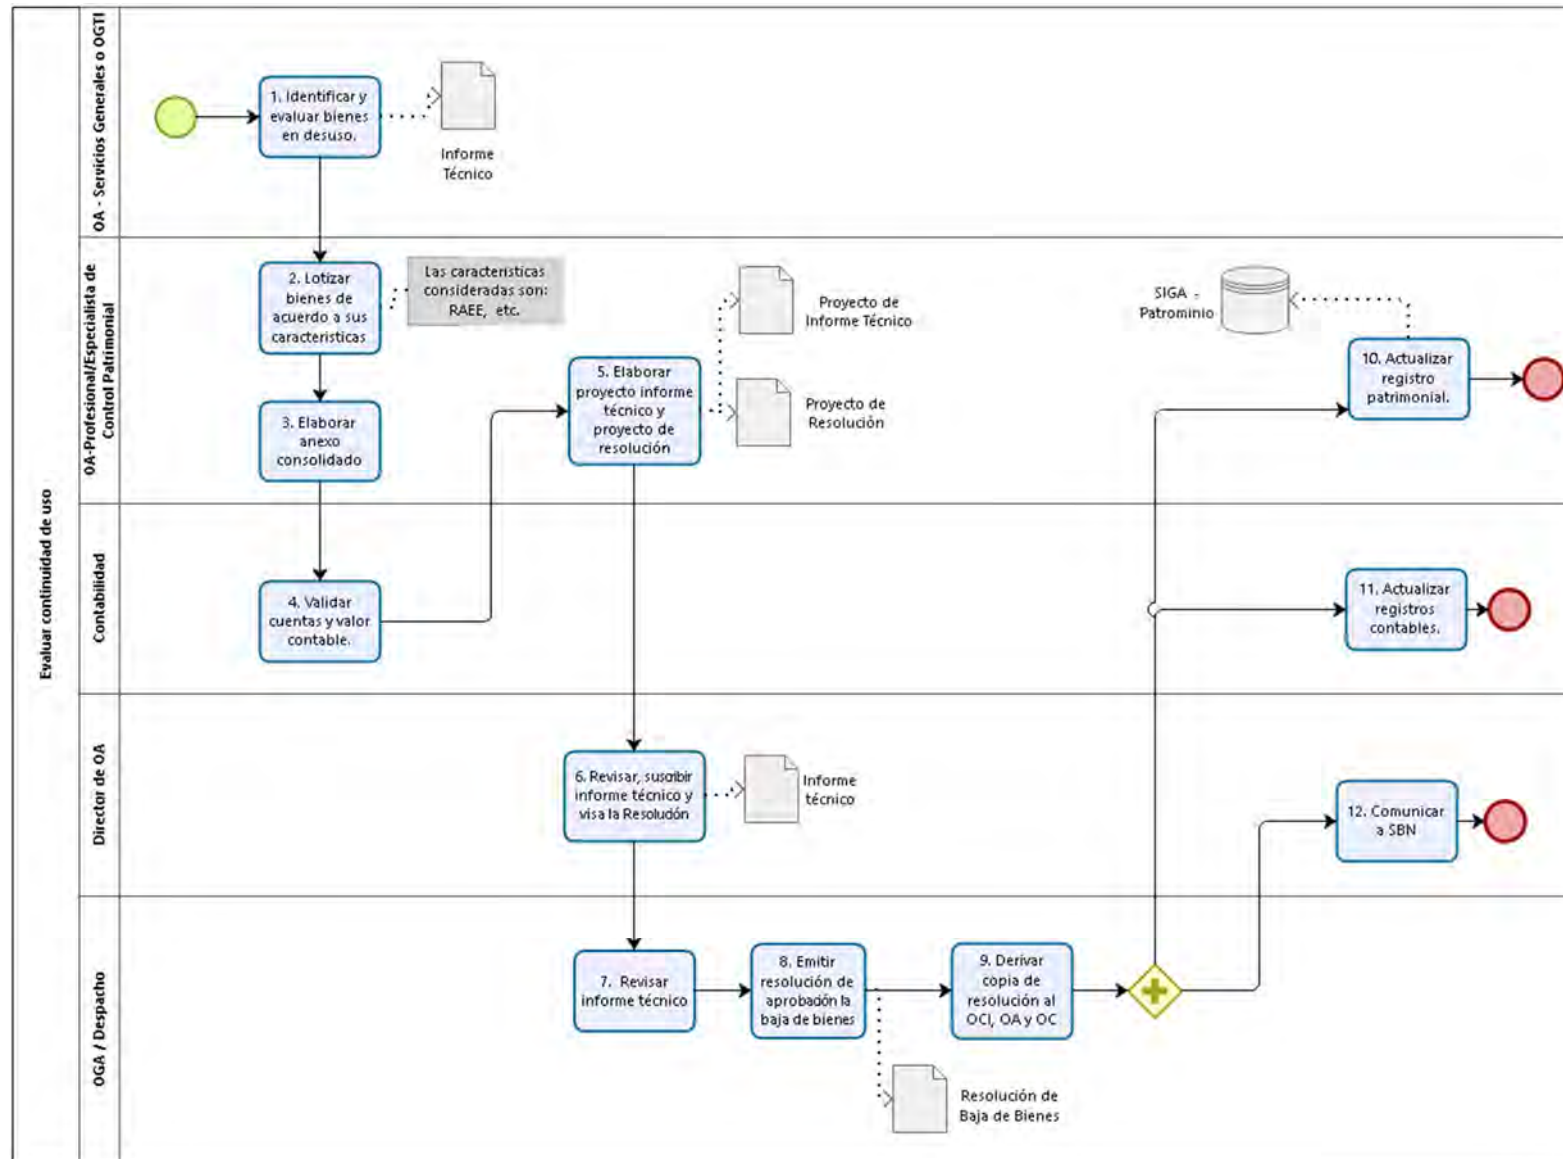 Evaluar continuidad de uso
OA - Servicios Generales o OGTI
1. Identificar y
evaluar bienes
en desuso.
Informe
Técnico
OA-Profesional/Especialista de
Control Patrimonial
2. Lotizar
bienes de
acuerdo a sus
caracteristicas
Las caracteristicas
consideradas son:
RAEE, etc.
3. Elaborar
anexo
consolidado
5. Elaborar
proyecto informe
técnico y
proyecto de
resolución
Proyecto de
Informe Técnico
Proyecto de
Resolución
SIGA -
Patrominio
10. Actualizar
registro
patrimonial.
Contabilidad
4. Validar
cuentas y valor
contable.
11. Actualizar
registros
contables.
Director de OA
6. Revisar, suscribir
informe técnico y
visa la Resolución
Informe
técnico
12. Comunicar
a SBN
OGA / Despacho
7. Revisar
informe técnico
8. Emitir
resolución de
aprobación la
baja de bienes
9. Derivar
copia de
resolución al
OCI, OA y OC
Resolución de
Baja de Bienes